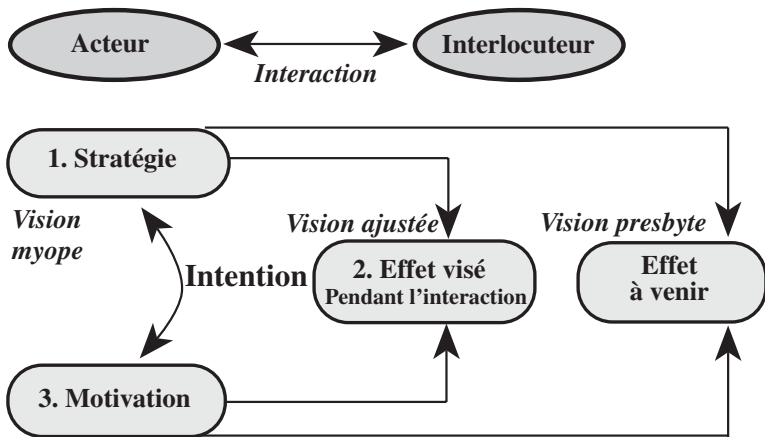 Acteur
Interlocuteur
Interaction
1. Stratégie
Vision
myope
Vision ajustée
Vision presbyte
Intention
2. Effet visé
Pendant l'interaction
Effet
à venir
3. Motivation